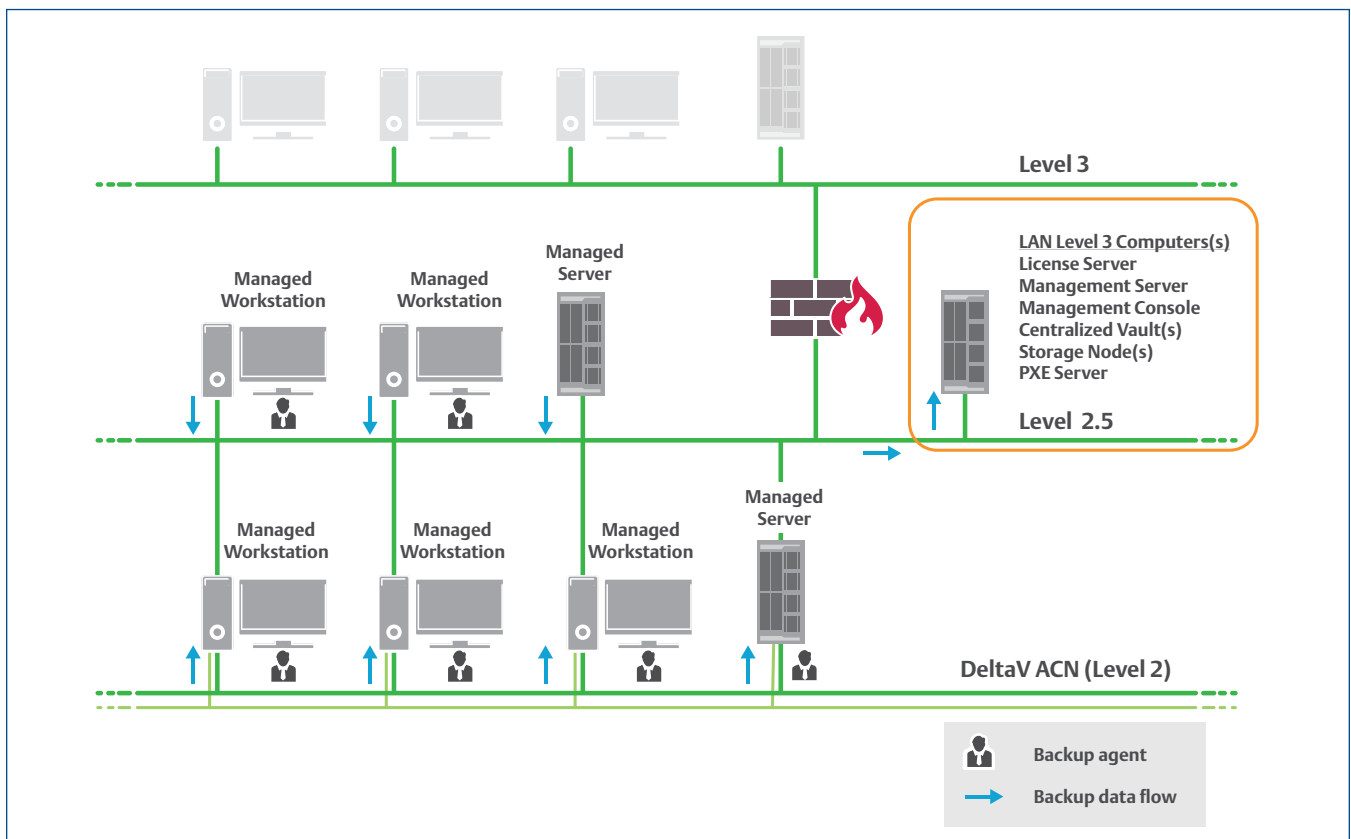 Level 3
LAN Level 3 Computers(s)
License Server
Management Server
Management Console
Centralized Vault(s)
Storage Node(s)
PXE Server
Managed
Workstation
Managed
Workstation
Managed
Server
Level 2.5
Managed
Workstation
Managed
Workstation
Managed
Workstation
Managed
Server
DeltaV ACN (Level 2)
Backup agent
Backup data flow